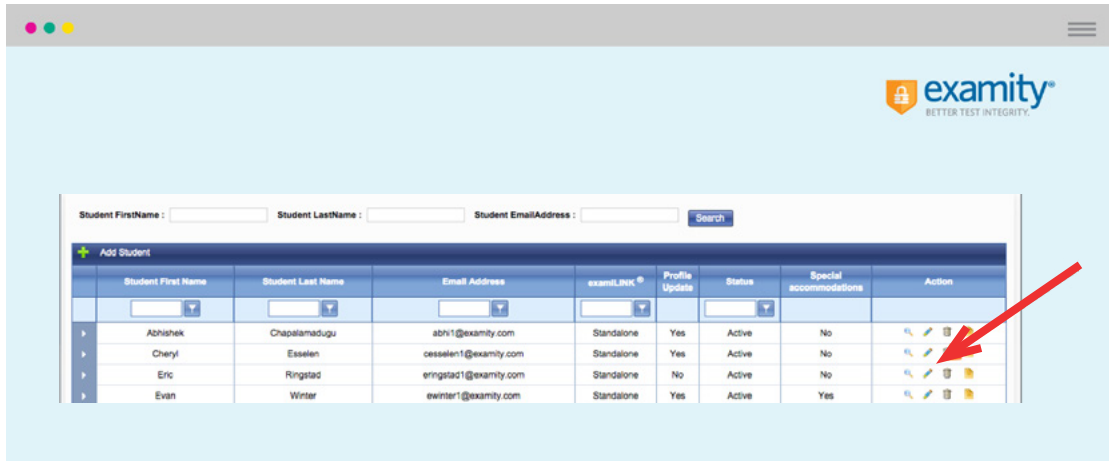 examity®
BETTER TEST INTEGRITY.
Student FirstName : Student LastName : Student EmailAddress : Search
Add Student
Student First Name Student Last Name Email Address examiLINK ® Profile Update Status Special accommodations Action
Abhishek Chapalamadugu abhi1@examity.com Standalone Yes Active No
Cheryl Esselen cesselen1@examity.com Standalone Yes Active No
Eric Ringstad eringstad1@examity.com Standalone No Active No
Evan Winter ewinter1@examity.com Standalone Yes Active Yes